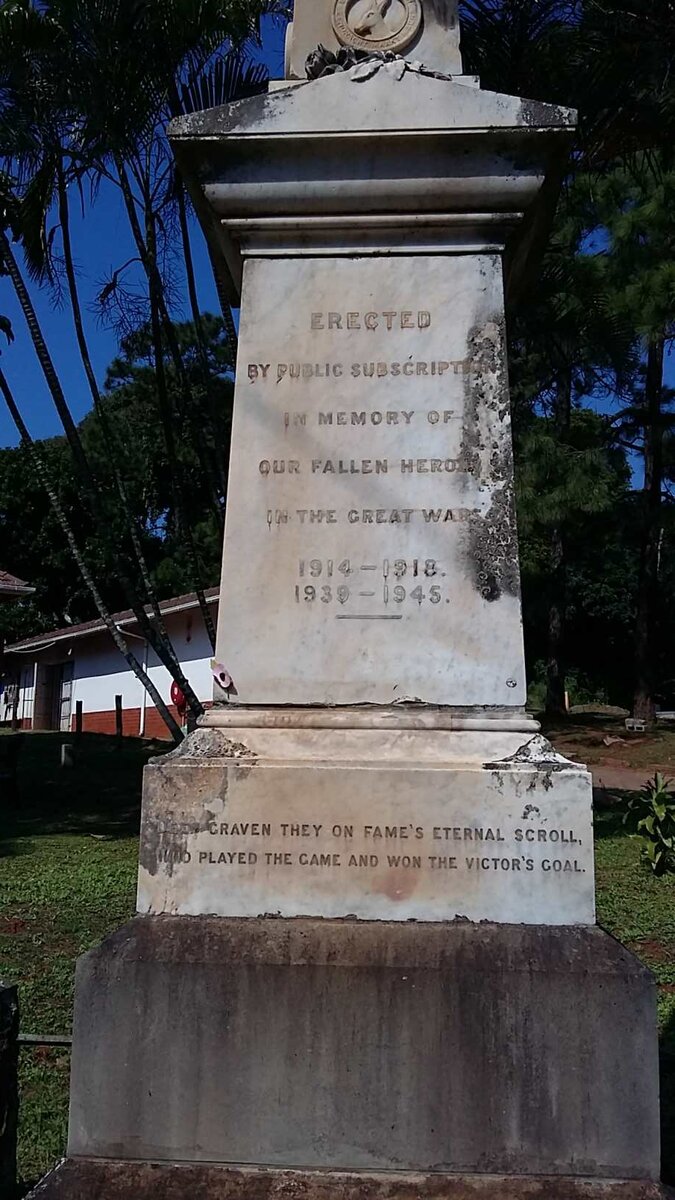 ERECTED
BY PUBLIC SUBSCRIPTION
IN MEMORY OF
OUR FALLEN HEROES
IN THE GREAT WARS
1914 – 1918.
1939 – 1945.
GRAVEN THEY ON FAME'S ETERNAL SCROLL,
WHO PLAYED THE GAME AND WON THE VICTOR'S GOAL.